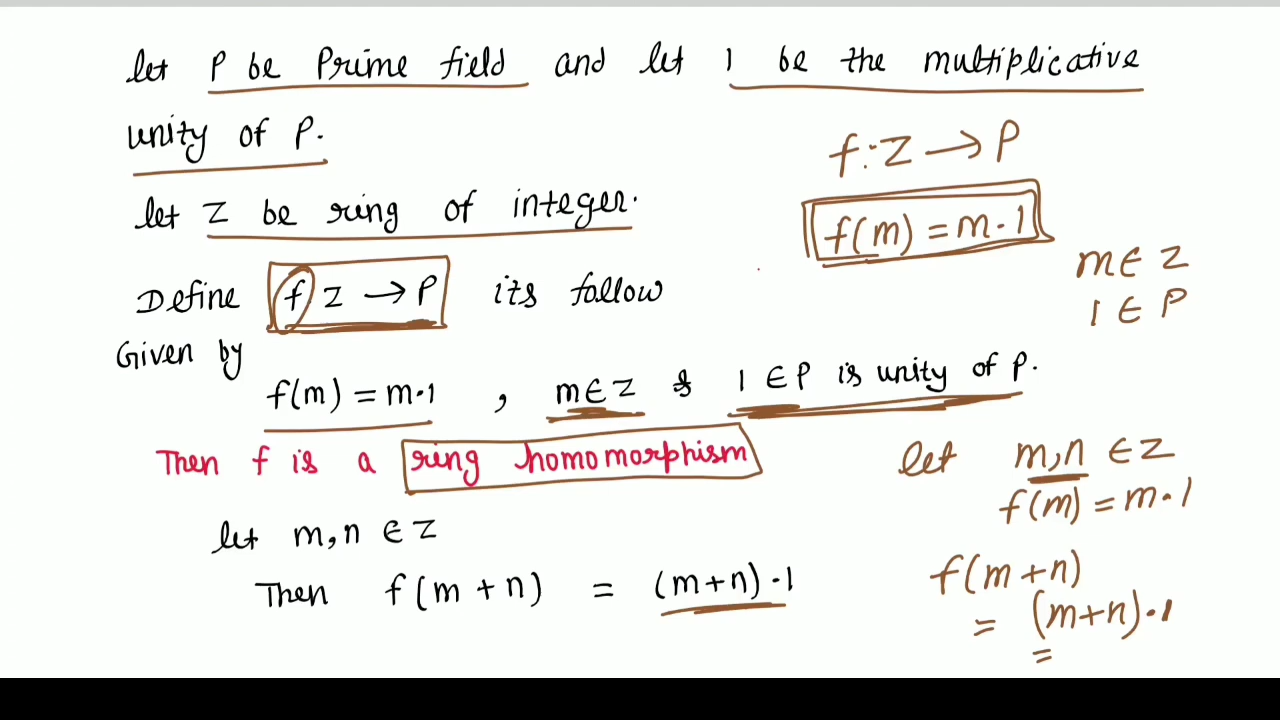 let P be Prime field and let 1 be the multiplicative
unity of P.
f: Z → P
let Z be ring of integer.
f(m) = m·1
m ∈ Z
1 ∈ P
Define f Z → P its follow
Given by
f(m) = m·1 , m ∈ Z & 1 ∈ P is unity of P.
Then f is a ring homomorphism
let m,n ∈ Z
f(m) = m·1
let m,n ∈ Z
Then f(m + n) = (m+n)·1
f(m+n)
= (m+n)·1
=